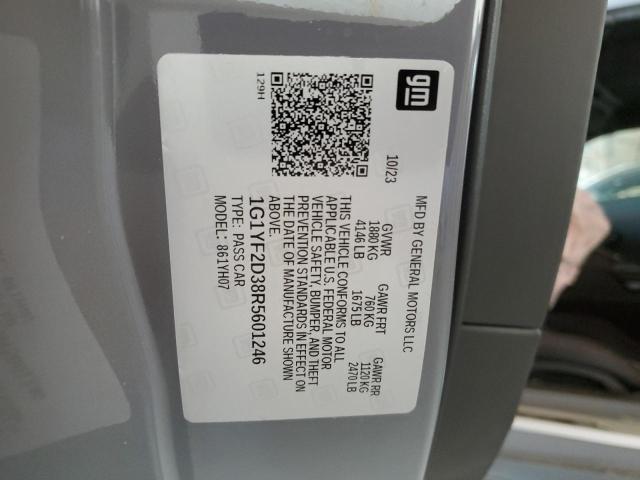 gm
MFD BY GENERAL MOTORS LLC
10/23
GVWR GAWR FRT GAWR RR
1880 KG 760 KG 1120 KG
4146 LB 1675 LB 2470 LB
THIS VEHICLE CONFORMS TO ALL
APPLICABLE U.S. FEDERAL MOTOR
VEHICLE SAFETY, BUMPER, AND THEFT
PREVENTION STANDARDS IN EFFECT ON
THE DATE OF MANUFACTURE SHOWN
ABOVE.
129H
1G1YF2D38R5601246
TYPE: PASS CAR
MODEL: 861YH07